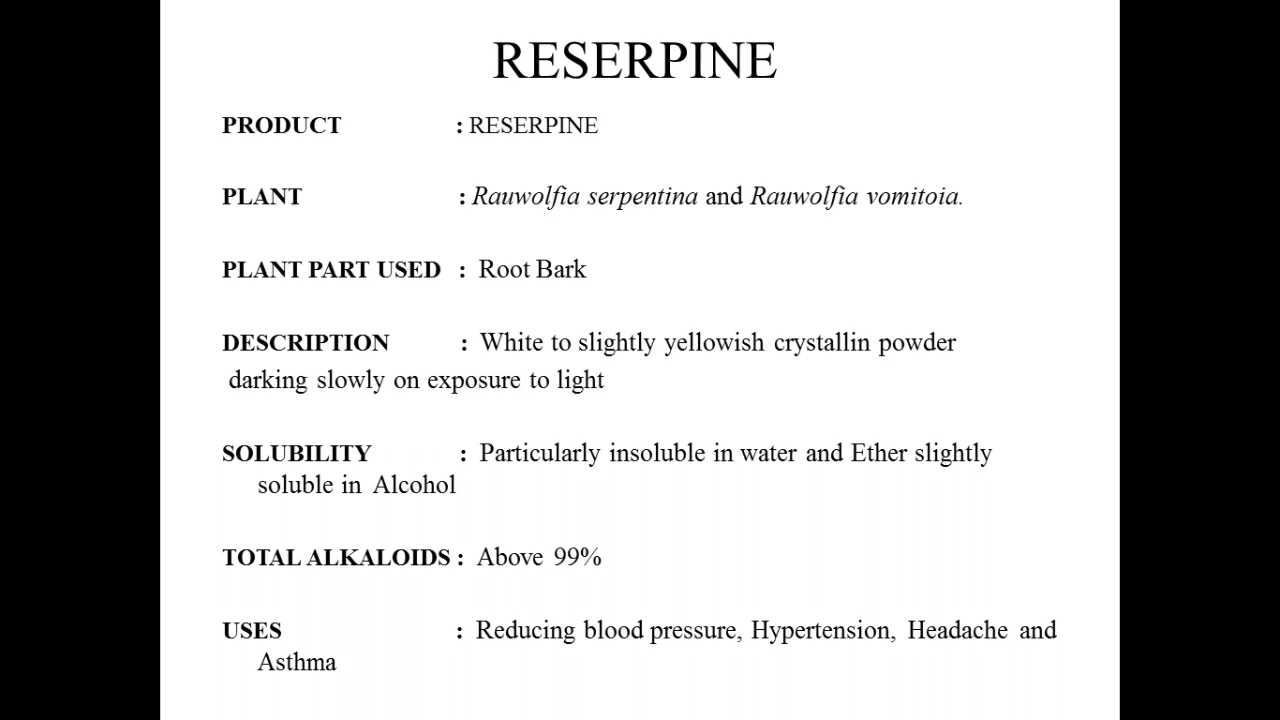 RESERPINE
PRODUCT : RESERPINE
PLANT : Rauwolfia serpentina and Rauwolfia vomitoia.
PLANT PART USED : Root Bark
DESCRIPTION : White to slightly yellowish crystallin powder
darking slowly on exposure to light
SOLUBILITY : Particularly insoluble in water and Ether slightly
soluble in Alcohol
TOTAL ALKALOIDS : Above 99%
USES : Reducing blood pressure, Hypertension, Headache and
Asthma